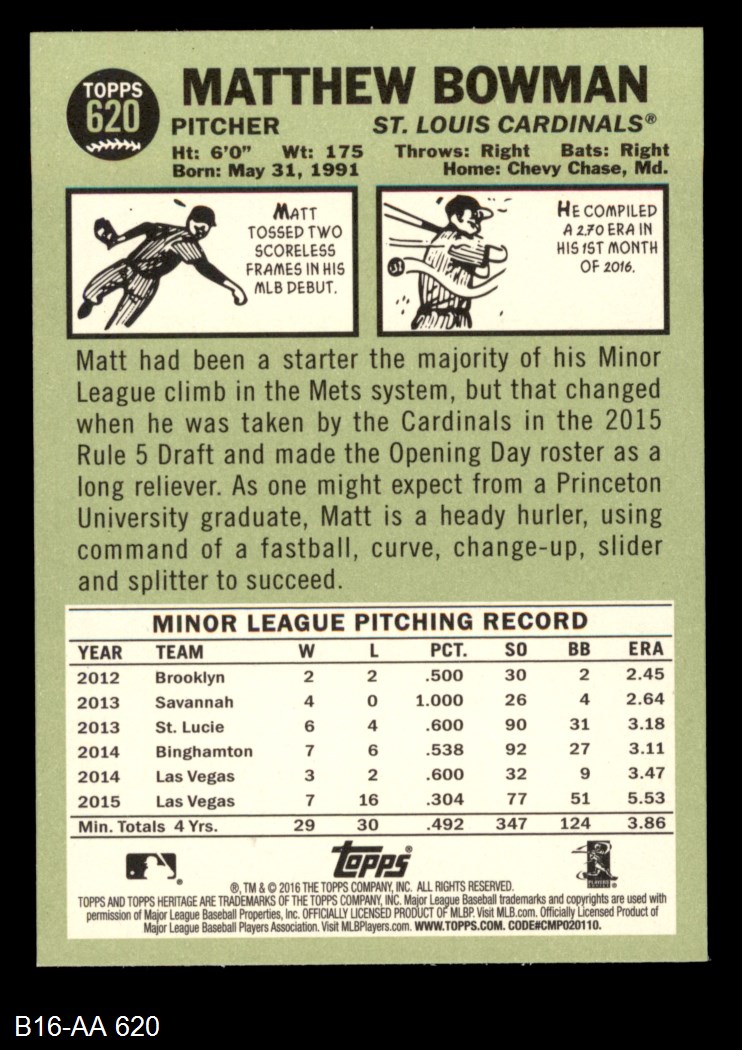 TOPPS
620
MATTHEW BOWMAN
PITCHER ST. LOUIS CARDINALS®
Ht: 6'0" Wt: 175 Throws: Right Bats: Right
Born: May 31, 1991 Home: Chevy Chase, Md.
MATT
TOSSED TWO
SCORELESS
FRAMES IN HIS
MLB DEBUT.
HE COMPILED
A 2.70 ERA IN
HIS 1ST MONTH
OF 2016.
Matt had been a starter the majority of his Minor
League climb in the Mets system, but that changed
when he was taken by the Cardinals in the 2015
Rule 5 Draft and made the Opening Day roster as a
long reliever. As one might expect from a Princeton
University graduate, Matt is a heady hurler, using
command of a fastball, curve, change-up, slider
and splitter to succeed.
MINOR LEAGUE PITCHING RECORD
YEAR TEAM W L PCT. SO BB ERA
2012 Brooklyn 2 2 .500 30 2 2.45
2013 Savannah 4 0 1.000 26 4 2.64
2013 St. Lucie 6 4 .600 90 31 3.18
2014 Binghamton 7 6 .538 92 27 3.11
2014 Las Vegas 3 2 .600 32 9 3.47
2015 Las Vegas 7 16 .304 77 51 5.53
Min. Totals 4 Yrs. 29 30 .492 347 124 3.86
Topps®
®, TM & © 2016 THE TOPPS COMPANY, INC. ALL RIGHTS RESERVED.
TOPPS AND TOPPS HERITAGE ARE TRADEMARKS OF THE TOPPS COMPANY, INC. Major League Baseball trademarks and copyrights are used with
permission of Major League Baseball Properties, Inc. OFFICIALLY LICENSED PRODUCT OF MLBP. Visit MLB.com. Officially Licensed Product of
Major League Baseball Players Association. Visit MLBPlayers.com. WWW.TOPPS.COM. CODE#CMP020110.
B16-AA 620